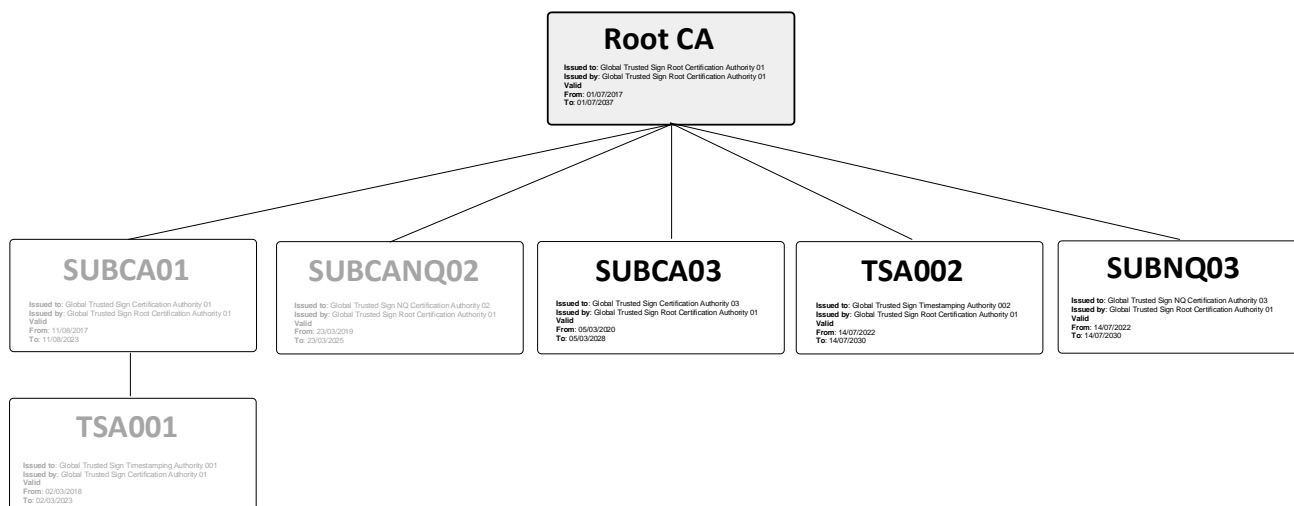 Root CA
Issued to: Global Trusted Sign Root Certification Authority 01
Issued by: Global Trusted Sign Root Certification Authority 01
Valid
From: 01/07/2017
To: 01/07/2037
SUBCA01
Issued to: Global Trusted Sign Certification Authority 01
Issued by: Global Trusted Sign Root Certification Authority 01
Valid
From: 11/08/2017
To: 11/08/2023
SUBCANQ02
Issued to: Global Trusted Sign NQ Certification Authority 02
Issued by: Global Trusted Sign Root Certification Authority 01
Valid
From: 23/03/2019
To: 23/03/2025
SUBCA03
Issued to: Global Trusted Sign Certification Authority 03
Issued by: Global Trusted Sign Root Certification Authority 01
Valid
From: 05/03/2020
To: 05/03/2028
TSA002
Issued to: Global Trusted Sign Timestamping Authority 002
Issued by: Global Trusted Sign Root Certification Authority 01
Valid
From: 14/07/2022
To: 14/07/2030
SUBNQ03
Issued to: Global Trusted Sign NQ Certification Authority 03
Issued by: Global Trusted Sign Root Certification Authority 01
Valid
From: 14/07/2022
To: 14/07/2030
TSA001
Issued to: Global Trusted Sign Timestamping Authority 001
Issued by: Global Trusted Sign Certification Authority 01
Valid
From: 02/03/2018
To: 02/03/2023